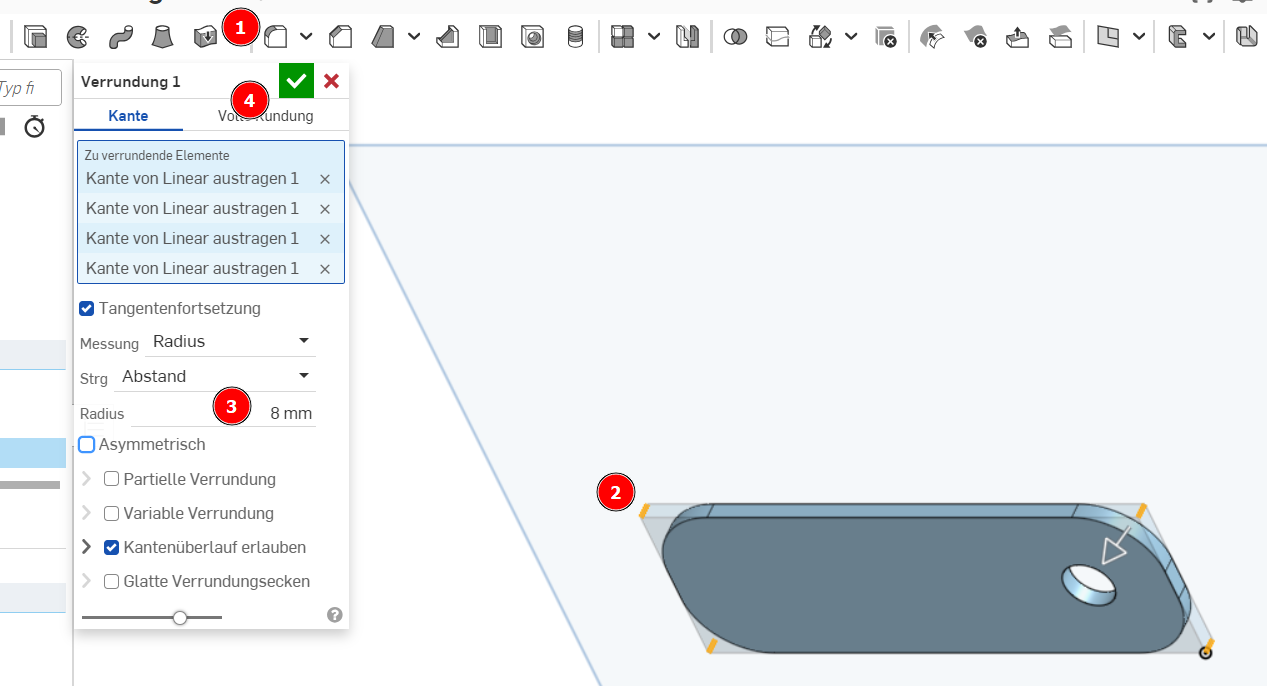 1
Typ fi
Verrundung 1
4
Kante
Voll Rundung
Zu verrundende Elemente
Kante von Linear austragen 1
Kante von Linear austragen 1
Kante von Linear austragen 1
Kante von Linear austragen 1
Tangentenfortsetzung
Messung Radius
Strg Abstand
Radius 8 mm
3
Asymmetrisch
Partielle Verrundung
2
Variable Verrundung
Kantenüberlauf erlauben
Glatte Verrundungsecken
?